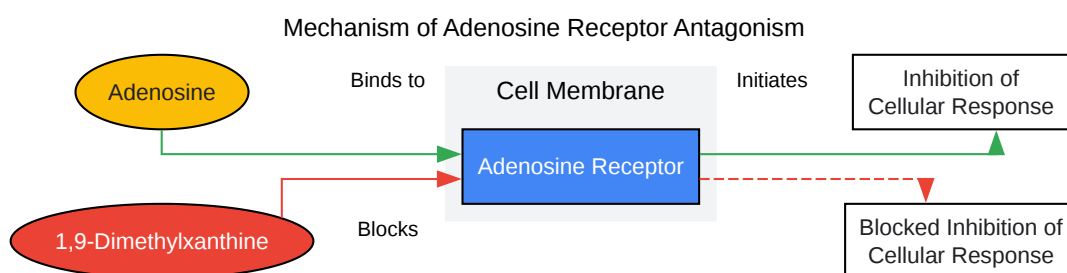 Mechanism of Adenosine Receptor Antagonism
Adenosine
Binds to
Cell Membrane
Initiates
Inhibition of
Cellular Response
Adenosine Receptor
1,9-Dimethylxanthine
Blocks
Blocked Inhibition of
Cellular Response